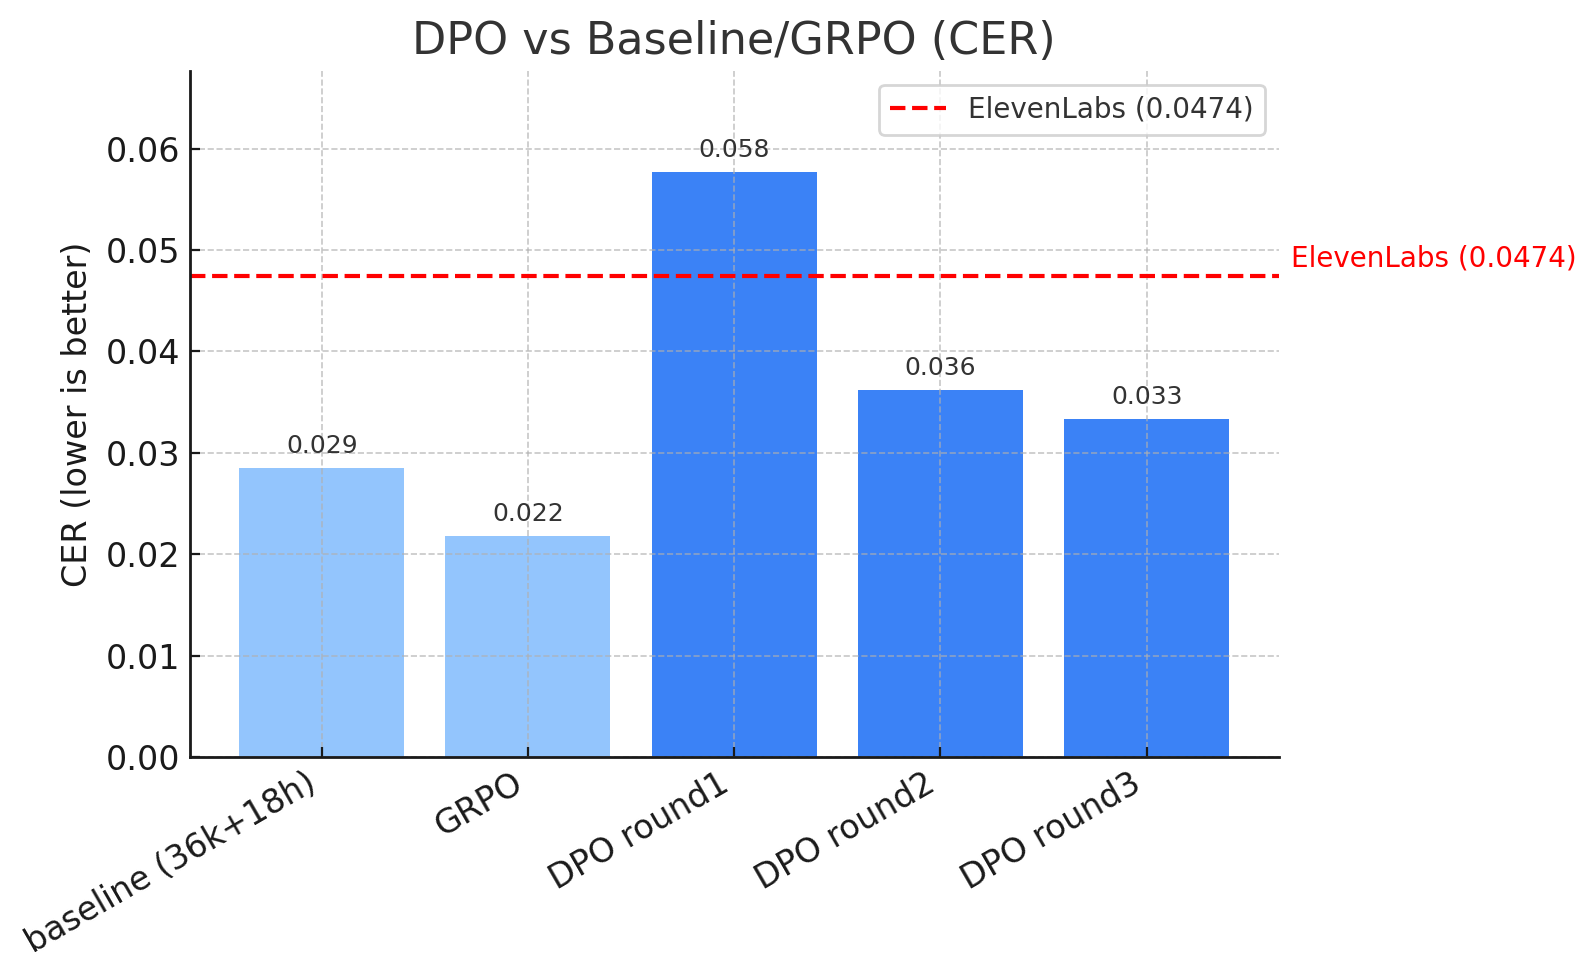 DPO vs Baseline/GRPO (CER)
ElevenLabs (0.0474)
CER (lower is better)
0.06
0.05
0.04
0.03
0.02
0.01
0.00
0.029
0.022
0.058
0.036
0.033
ElevenLabs (0.0474)
baseline (36k+18h)
GRPO
DPO round1
DPO round2
DPO round3